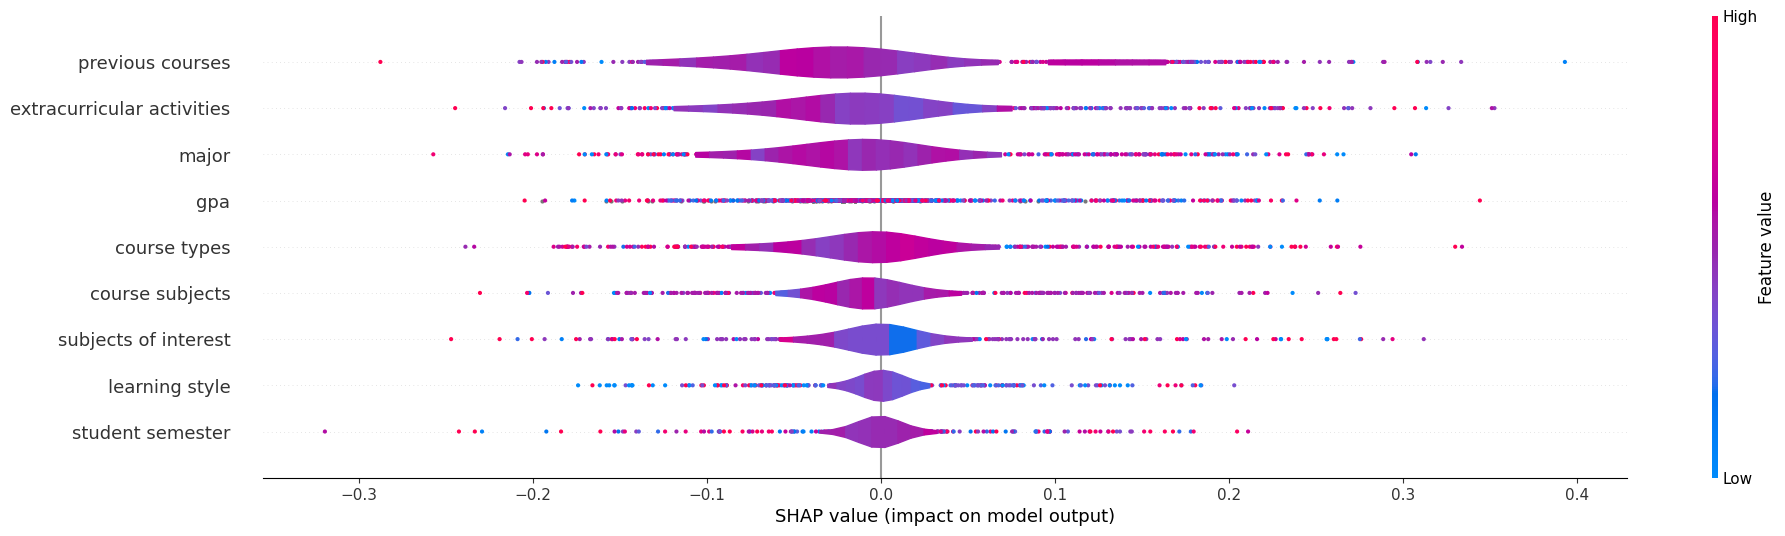 previous courses
extracurricular activities
major
gpa
course types
course subjects
subjects of interest
learning style
student semester
−0.3 −0.2 −0.1 0.0 0.1 0.2 0.3 0.4
SHAP value (impact on model output)
High
Feature value
Low